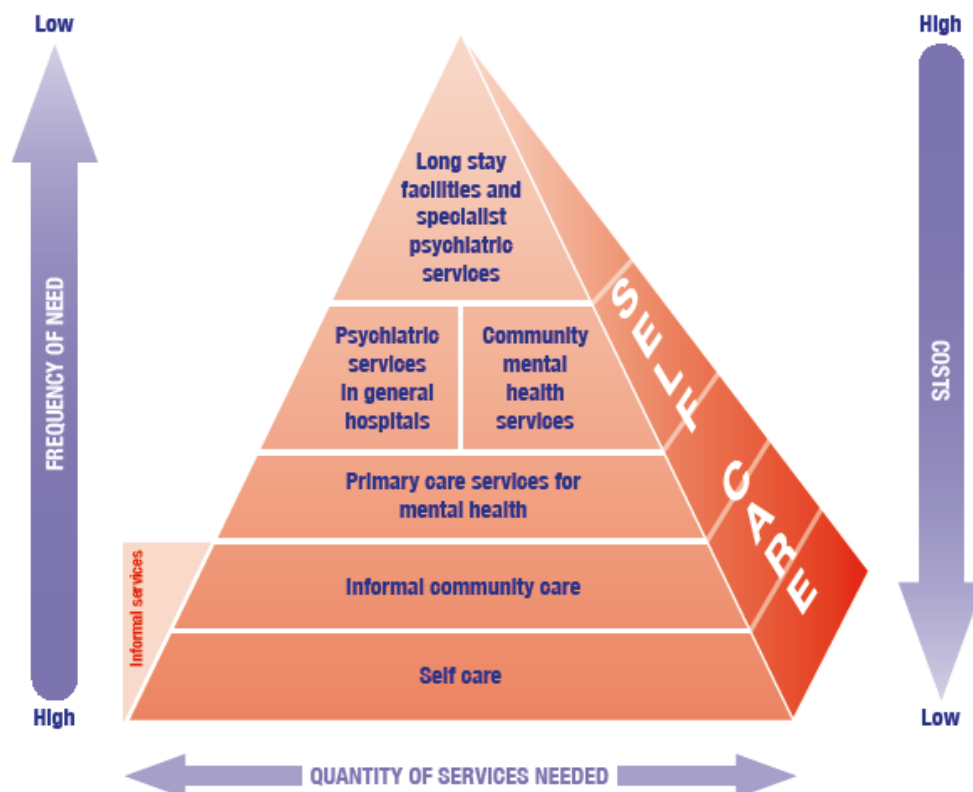 Low
High
Long stay
facilities and
specialist
psychiatric
services
Psychiatric
services
in general
hospitals
Community
mental
health
services
SELF CARE
FREQUENCY OF NEED
COSTS
Primary care services for
mental health
Informal services
Informal community care
Self care
High
Low
QUANTITY OF SERVICES NEEDED